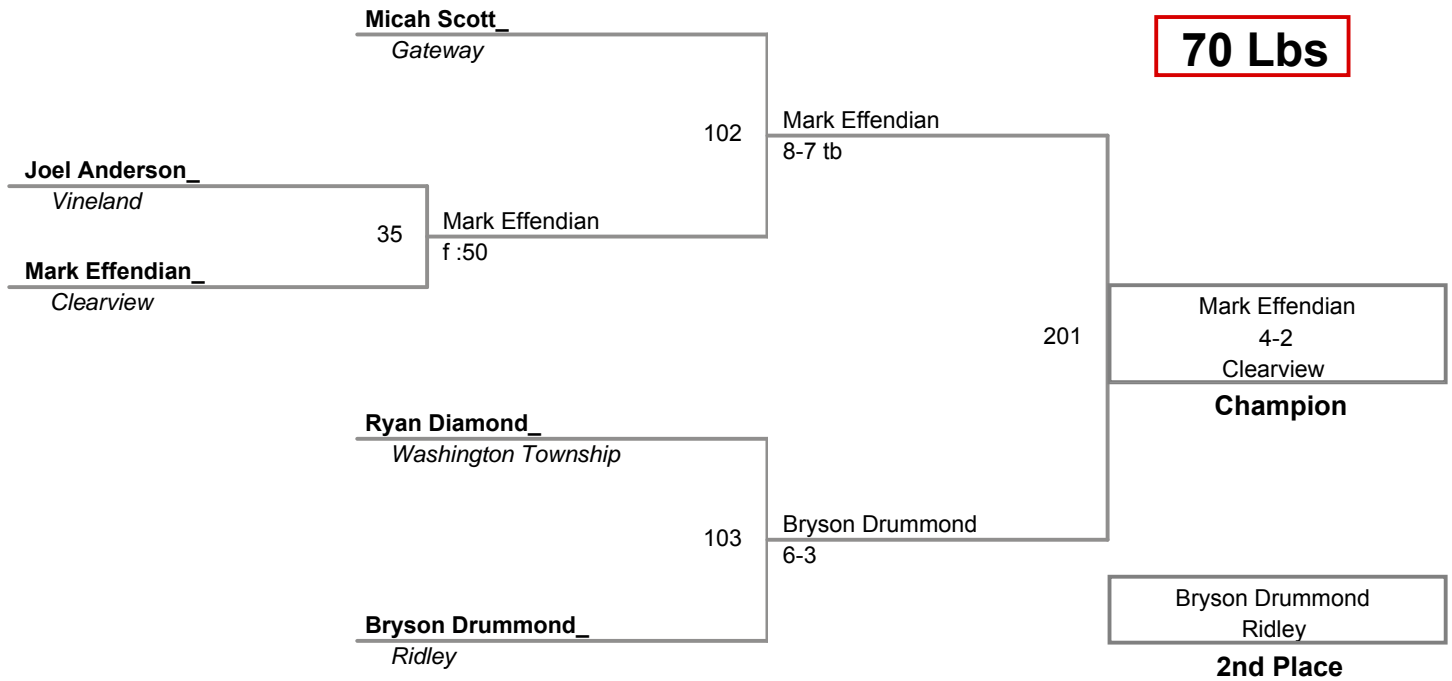 Micah Scott_
Gateway
70 Lbs
102
Mark Effendian
8-7 tb
Joel Anderson_
Vineland
35
Mark Effendian
f :50
Mark Effendian_
Clearview
201
Mark Effendian
4-2
Clearview
Champion
Ryan Diamond_
Washington Township
103
Bryson Drummond
6-3
Bryson Drummond_
Ridley
Bryson Drummond
Ridley
2nd Place